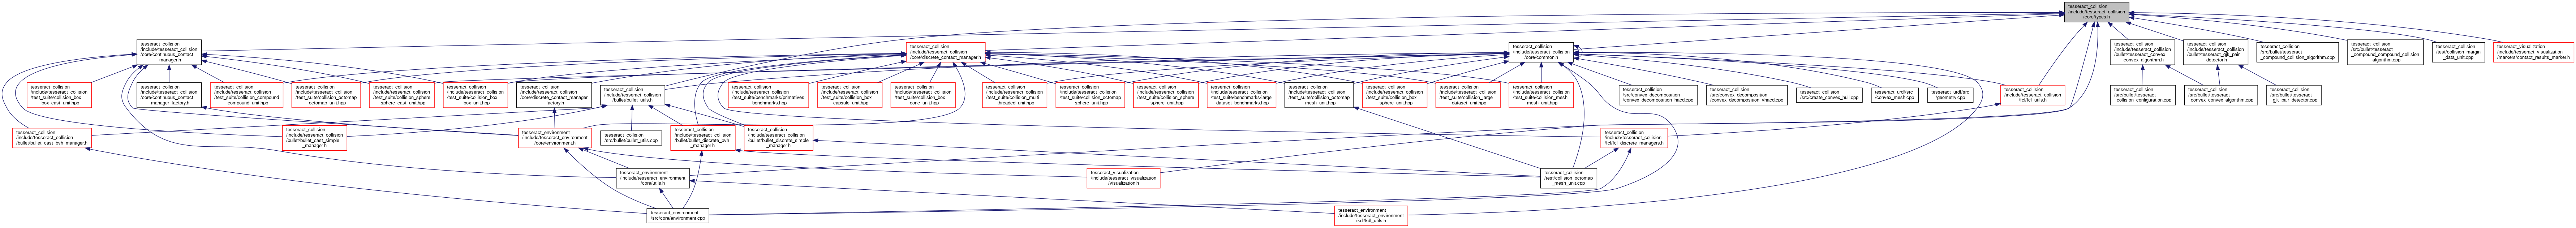 tesseract_collision
/include/tesseract_collision
/core/types.h
tesseract_collision
/include/tesseract_collision
/core/continuous_contact
_manager.h
tesseract_collision
/include/tesseract_collision
/core/discrete_contact_manager.h
tesseract_collision
/include/tesseract_collision
/core/common.h
tesseract_collision
/include/tesseract_collision
/bullet/tesseract_convex
_convex_algorithm.h
tesseract_collision
/include/tesseract_collision
/bullet/tesseract_gjk_pair
_detector.h
tesseract_collision
/src/bullet/tesseract
_compound_collision_algorithm.cpp
tesseract_collision
/src/bullet/tesseract
_compound_compound_collision
_algorithm.cpp
tesseract_collision
/test/collision_margin
_data_unit.cpp
tesseract_visualization
/include/tesseract_visualization
/markers/contact_results_marker.h
tesseract_collision
/include/tesseract_collision
/test_suite/collision_box
_box_cast_unit.hpp
tesseract_collision
/include/tesseract_collision
/core/continuous_contact
_manager_factory.h
tesseract_collision
/include/tesseract_collision
/test_suite/collision_compound
_compound_unit.hpp
tesseract_collision
/include/tesseract_collision
/test_suite/collision_octomap
_octomap_unit.hpp
tesseract_collision
/include/tesseract_collision
/test_suite/collision_sphere
_sphere_cast_unit.hpp
tesseract_collision
/include/tesseract_collision
/test_suite/collision_box
_box_unit.hpp
tesseract_collision
/include/tesseract_collision
/core/discrete_contact_manager
_factory.h
tesseract_collision
/include/tesseract_collision
/bullet/bullet_utils.h
tesseract_collision
/include/tesseract_collision
/test_suite/benchmarks/primatives
_benchmarks.hpp
tesseract_collision
/include/tesseract_collision
/test_suite/collision_box
_capsule_unit.hpp
tesseract_collision
/include/tesseract_collision
/test_suite/collision_box
_cone_unit.hpp
tesseract_collision
/include/tesseract_collision
/test_suite/collision_multi
_threaded_unit.hpp
tesseract_collision
/include/tesseract_collision
/test_suite/collision_octomap
_sphere_unit.hpp
tesseract_collision
/include/tesseract_collision
/test_suite/collision_sphere
_sphere_unit.hpp
tesseract_collision
/include/tesseract_collision
/test_suite/benchmarks/large
_dataset_benchmarks.hpp
tesseract_collision
/include/tesseract_collision
/test_suite/collision_octomap
_mesh_unit.hpp
tesseract_collision
/include/tesseract_collision
/test_suite/collision_box
_sphere_unit.hpp
tesseract_collision
/include/tesseract_collision
/test_suite/collision_large
_dataset_unit.hpp
tesseract_collision
/include/tesseract_collision
/test_suite/collision_mesh
_mesh_unit.hpp
tesseract_collision
/src/convex_decomposition
/convex_decomposition_hacd.cpp
tesseract_collision
/src/convex_decomposition
/convex_decomposition_vhacd.cpp
tesseract_collision
/src/create_convex_hull.cpp
tesseract_urdf/src
/convex_mesh.cpp
tesseract_urdf/src
/geometry.cpp
tesseract_collision
/include/tesseract_collision
/fcl/fcl_utils.h
tesseract_collision
/src/bullet/tesseract
_collision_configuration.cpp
tesseract_collision
/src/bullet/tesseract
_convex_convex_algorithm.cpp
tesseract_collision
/src/bullet/tesseract
_gjk_pair_detector.cpp
tesseract_collision
/include/tesseract_collision
/bullet/bullet_cast_bvh_manager.h
tesseract_collision
/include/tesseract_collision
/bullet/bullet_cast_simple
_manager.h
tesseract_environment
/include/tesseract_environment
/core/environment.h
tesseract_collision
/src/bullet/bullet_utils.cpp
tesseract_collision
/include/tesseract_collision
/bullet/bullet_discrete_bvh
_manager.h
tesseract_collision
/include/tesseract_collision
/bullet/bullet_discrete_simple
_manager.h
tesseract_collision
/include/tesseract_collision
/fcl/fcl_discrete_managers.h
tesseract_environment
/include/tesseract_environment
/core/utils.h
tesseract_visualization
/include/tesseract_visualization
/visualization.h
tesseract_collision
/test/collision_octomap
_mesh_unit.cpp
tesseract_environment
/src/core/environment.cpp
tesseract_environment
/include/tesseract_environment
/kdl/kdl_utils.h